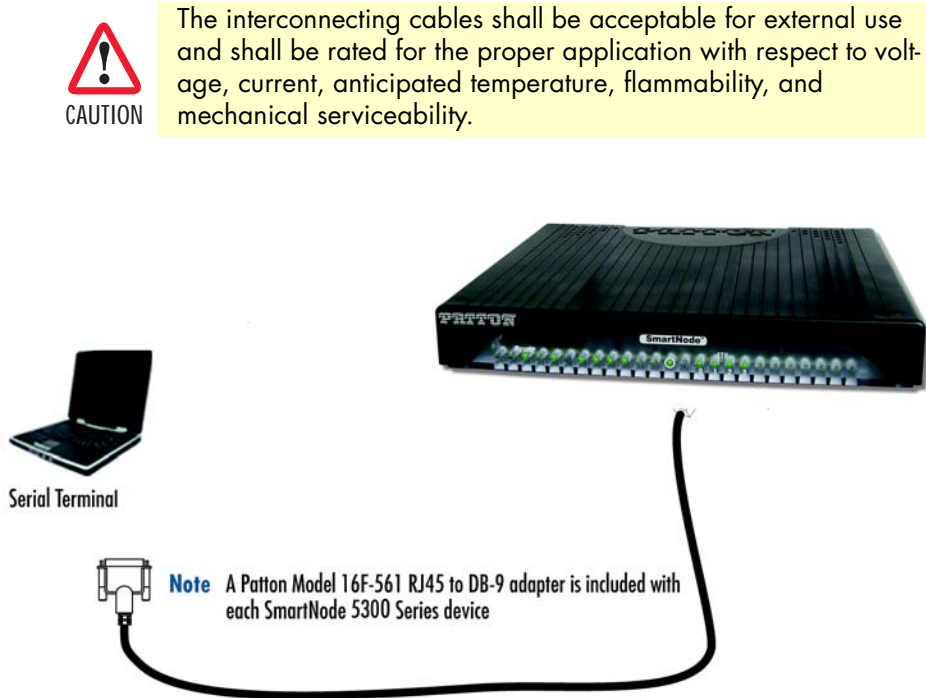 The interconnecting cables shall be acceptable for external use
and shall be rated for the proper application with respect to volt-
age, current, anticipated temperature, flammability, and
mechanical serviceability.
CAUTION
PATTON
PATTON
SmartNode™
Serial Terminal
Note A Patton Model 16F-561 RJ45 to DB-9 adapter is included with
each SmartNode 5300 Series device